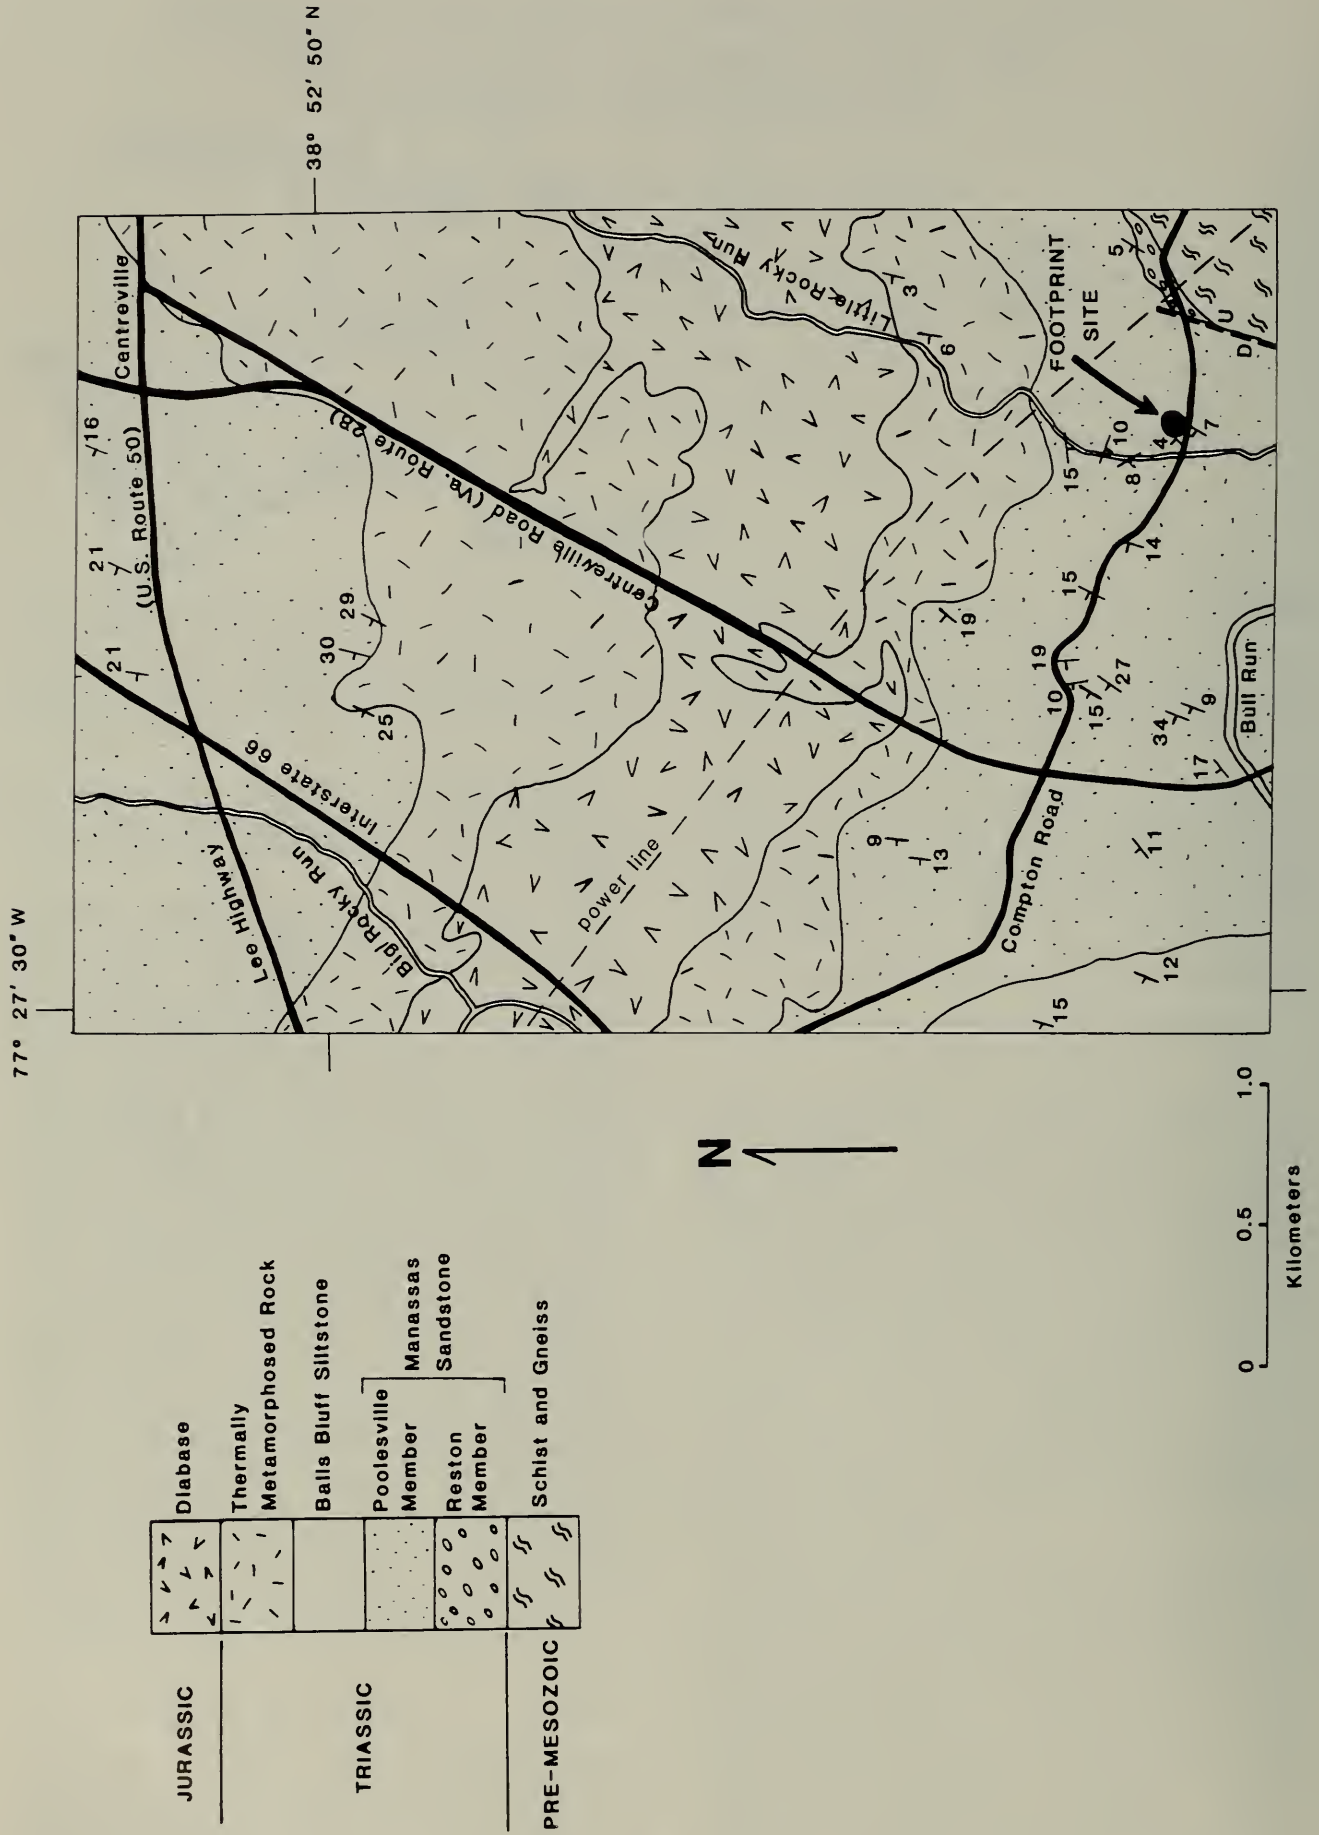 77° 27' 30" W
38° 52' 50" N
Centreville
16
21
(U.S. Route 50)
21
Lee Highway
Interstate 66
Big Rocky Run
29
30
25
Centreville Road (Va. Route 28)
Little Rocky Run
3
6
power line
FOOTPRINT
SITE
5
U
D
15
10
8
4
7
14
15
19
19
10
15
27
34
9
17
Bull Run
9
13
Compton Road
11
12
15
N
JURASSIC
TRIASSIC
PRE-MESOZOIC
Diabase
Thermally
Metamorphosed Rock
Balls Bluff Siltstone
Poolesville
Member
Reston
Member
Manassas
Sandstone
Schist and Gneiss
0
0.5
1.0
Kilometers